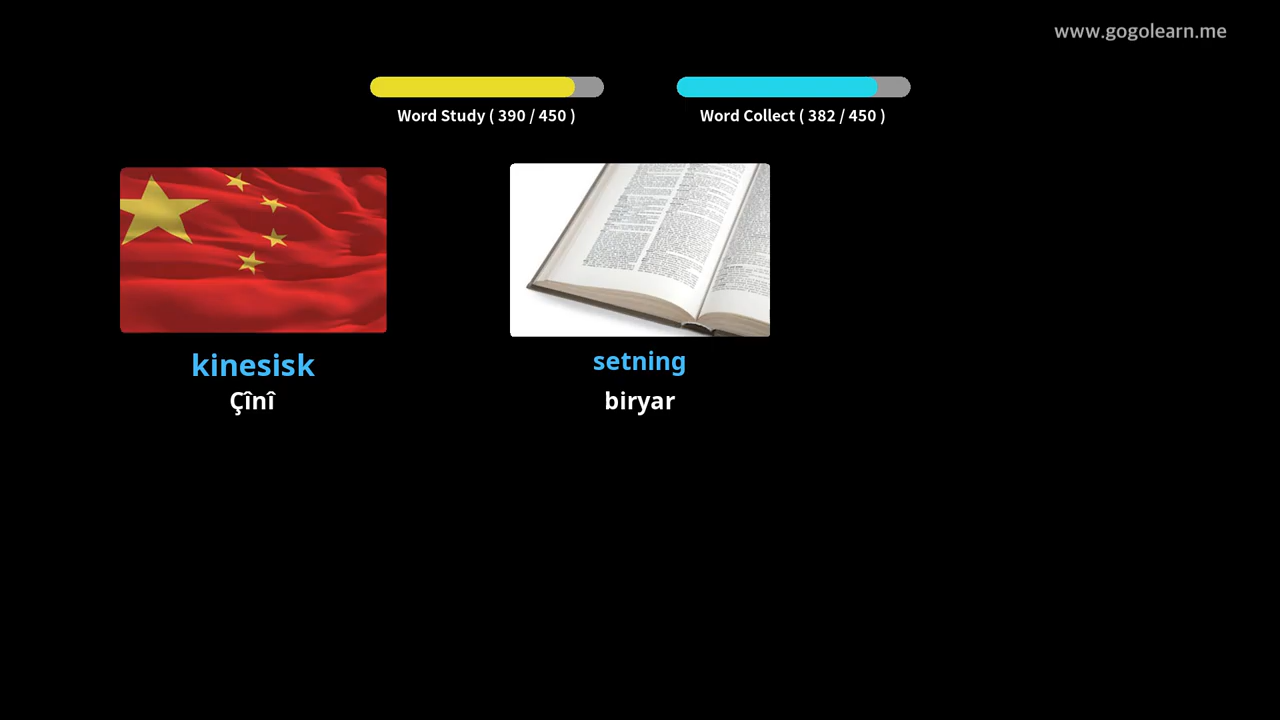 www.gogolearn.me
Word Study ( 390 / 450 )
Word Collect ( 382 / 450 )
kinesisk
Çînî
setning
biryar